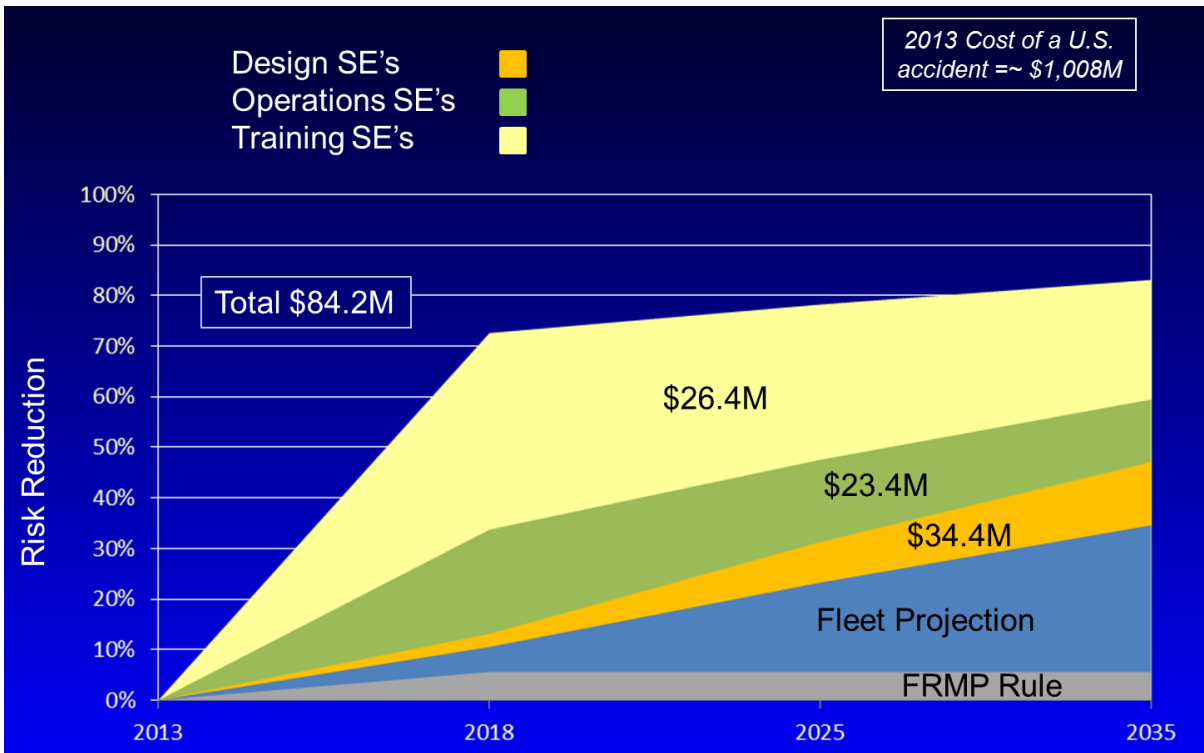 2013 Cost of a U.S.
accident =~ $1,008M
Design SE’s
Operations SE’s
Training SE’s
100%
90%
80%
70%
60%
50%
40%
30%
20%
10%
0%
Risk Reduction
Total $84.2M
$26.4M
$23.4M
$34.4M
Fleet Projection
FRMP Rule
2013
2018
2025
2035